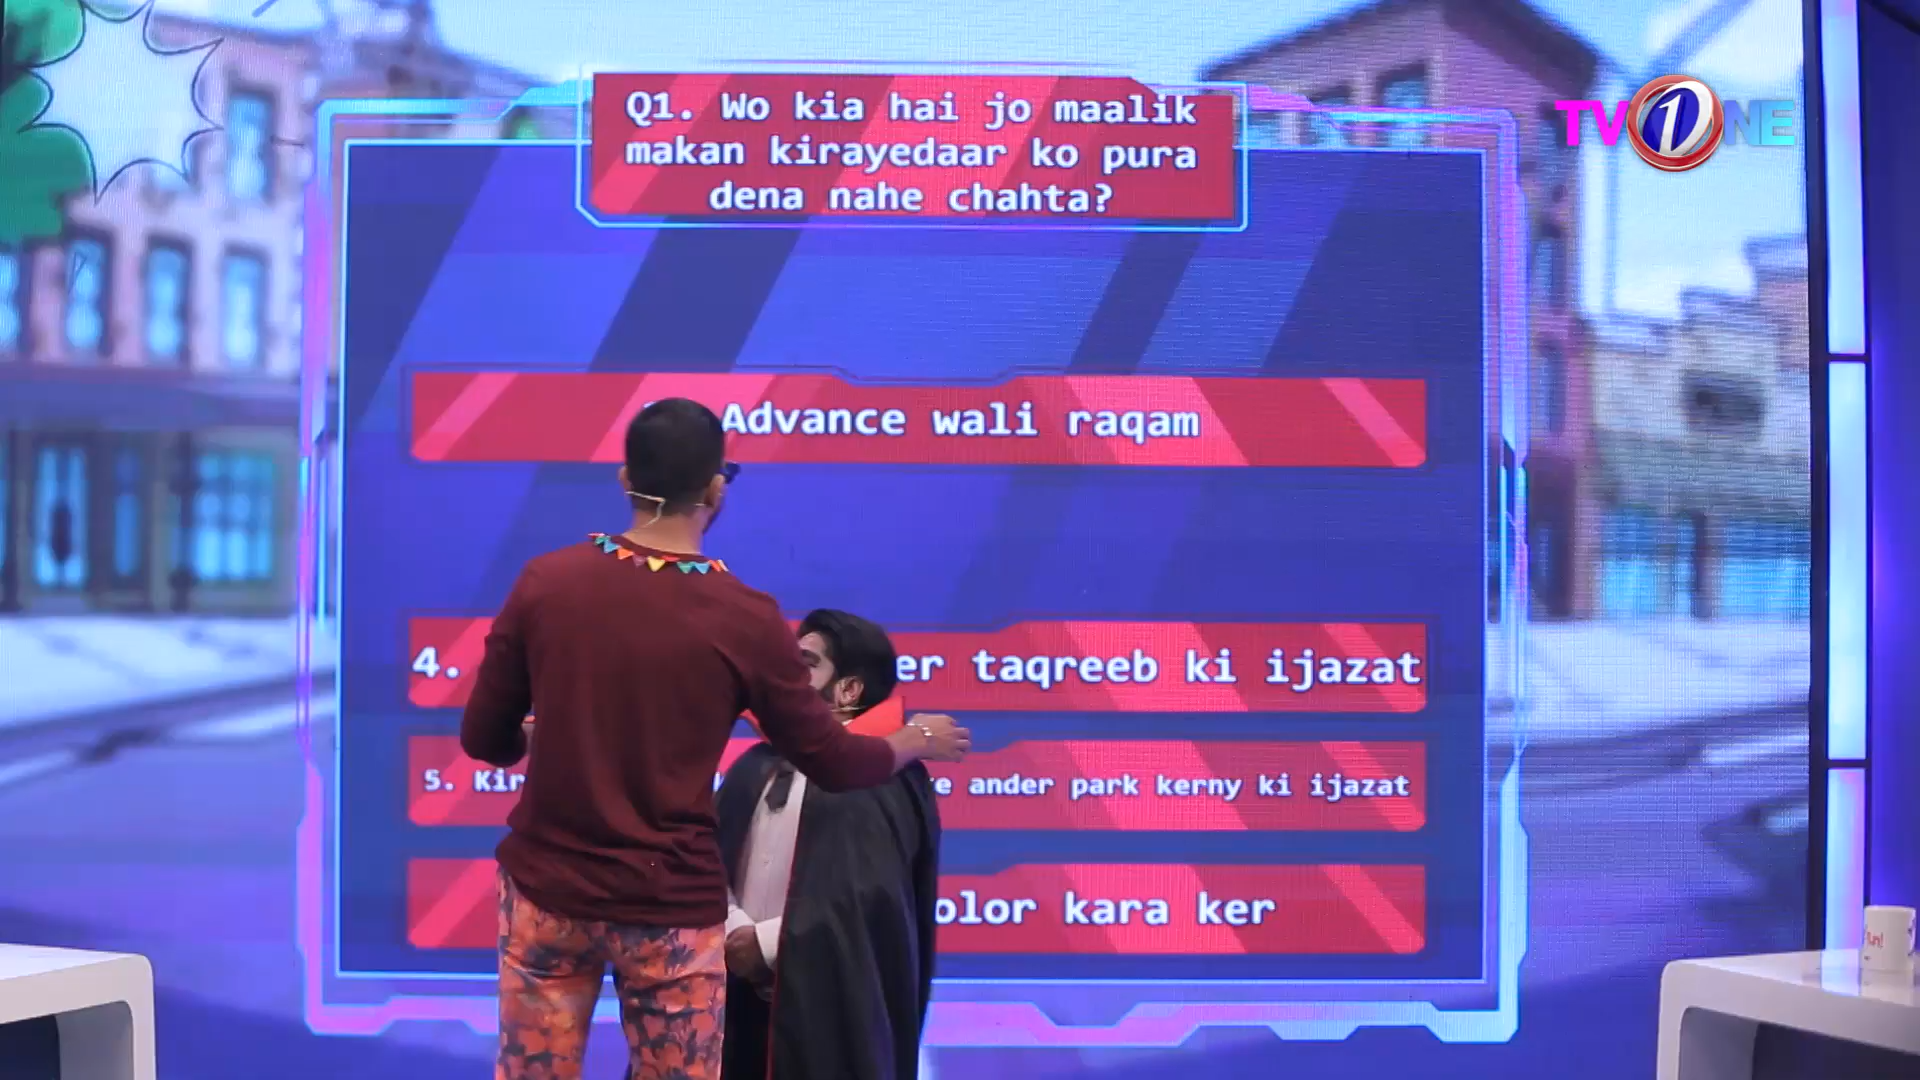 Q1. Wo kia hai jo maalik
makan kirayedaar ko pura
dena nahe chahta?
TV ONE
Advance wali raqam
4. er taqreeb ki ijazat
5. Kir ander park kerny ki ijazat
olor kara ker